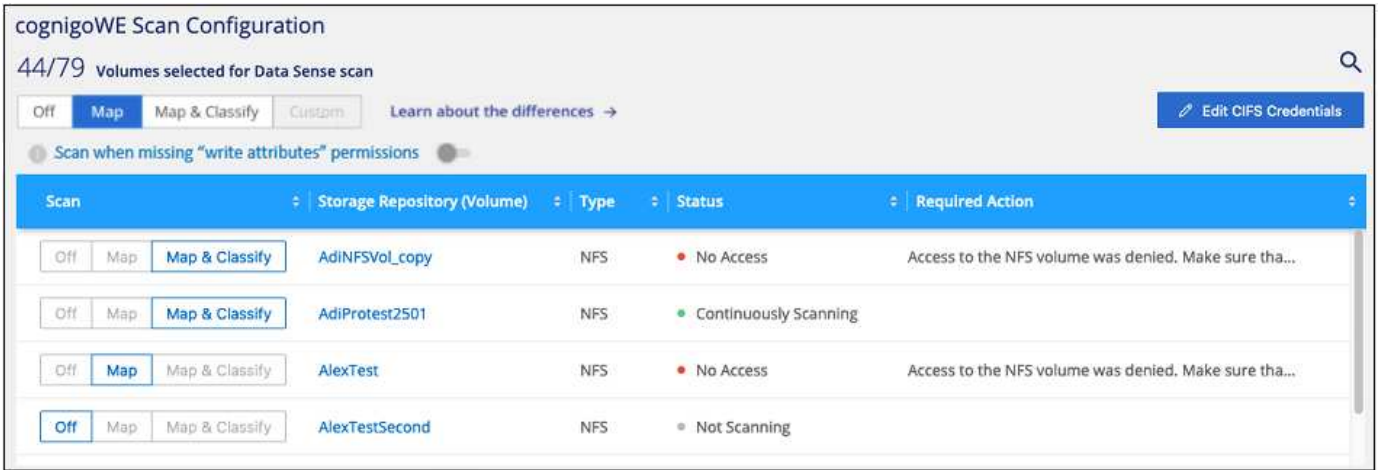 cognigoWE Scan Configuration
44/79 Volumes selected for Data Sense scan
Off Map Map & Classify Custom Learn about the differences → Edit CIFS Credentials
Scan when missing “write attributes” permissions
Scan Storage Repository (Volume) Type Status Required Action
Off Map Map & Classify AdiNFSVol_copy NFS No Access Access to the NFS volume was denied. Make sure tha...
Off Map Map & Classify AdiProtest2501 NFS Continuously Scanning
Off Map Map & Classify AlexTest NFS No Access Access to the NFS volume was denied. Make sure tha...
Off Map Map & Classify AlexTestSecond NFS Not Scanning